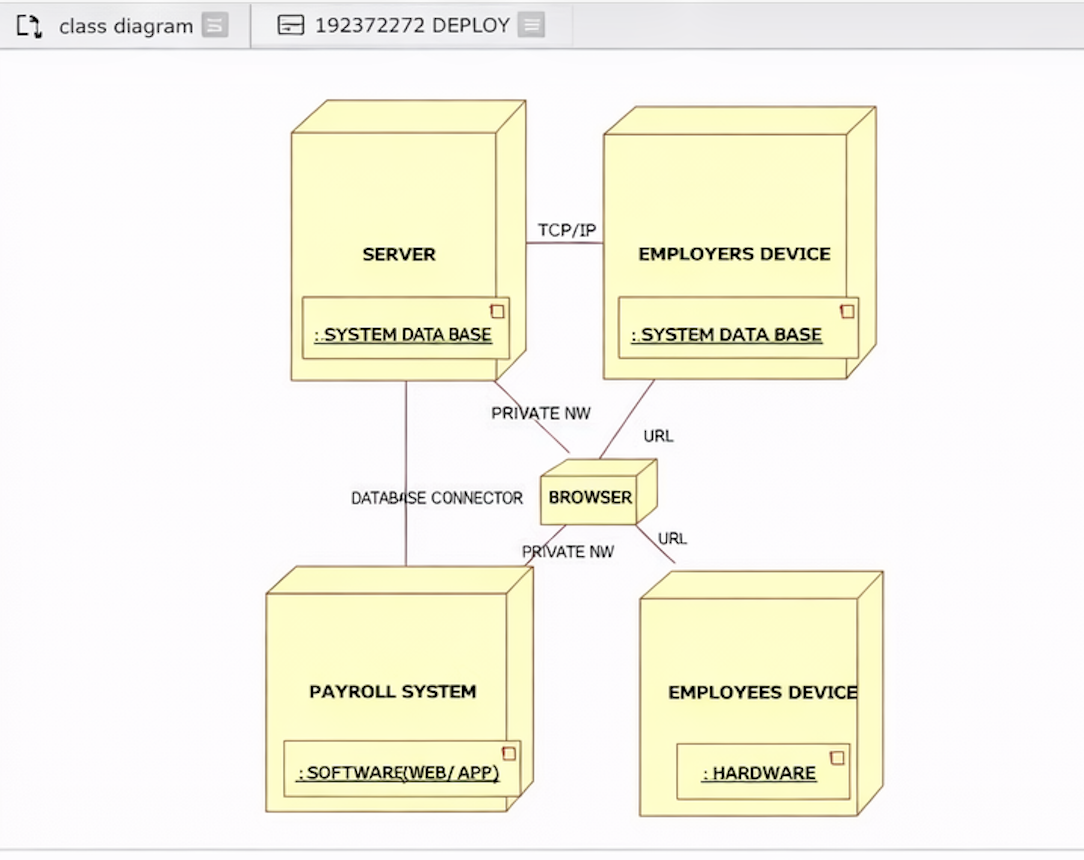 class diagram
192372272 DEPLOY
TCP/IP
SERVER
EMPLOYERS DEVICE
: SYSTEM DATA BASE
: SYSTEM DATA BASE
PRIVATE NW
URL
DATABASE CONNECTOR
BROWSER
URL
PRIVATE NW
PAYROLL SYSTEM
EMPLOYEES DEVICE
: SOFTWARE(WEB/ APP)
: HARDWARE